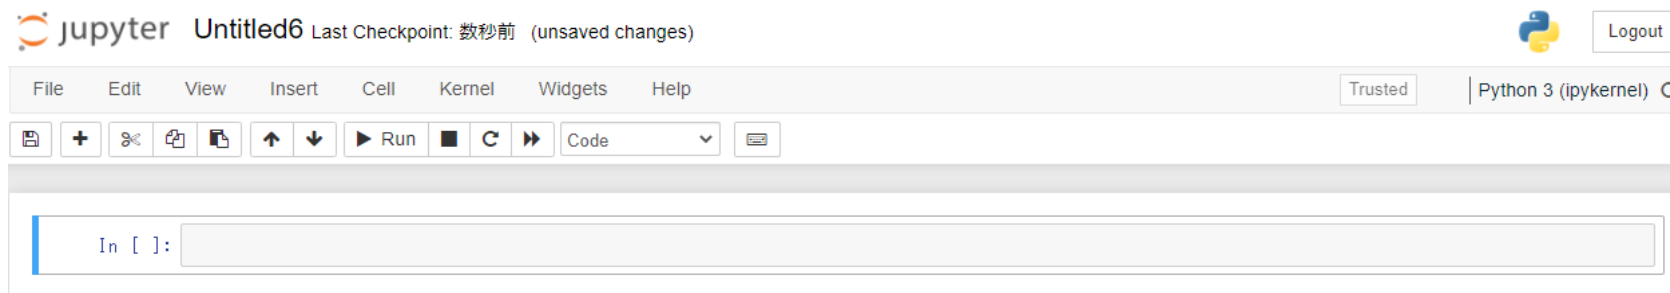 jupyter Untitled6 Last Checkpoint: 数秒前 (unsaved changes) Logout
File Edit View Insert Cell Kernel Widgets Help Trusted Python 3 (ipykernel)
Run Code
In [ ]: